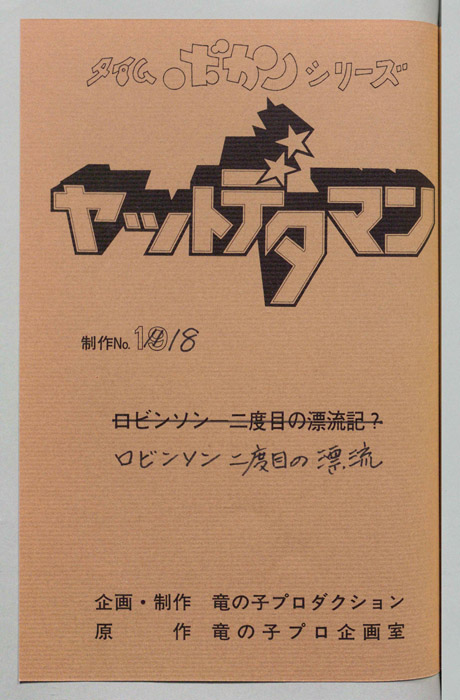 タイムボカンシリーズ
ヤットデタマン
制作No. 18
ロビンソン二度目の漂流記?
ロビンソン二度目の漂流
企画・制作 竜の子プロダクション
原作 竜の子プロ企画室